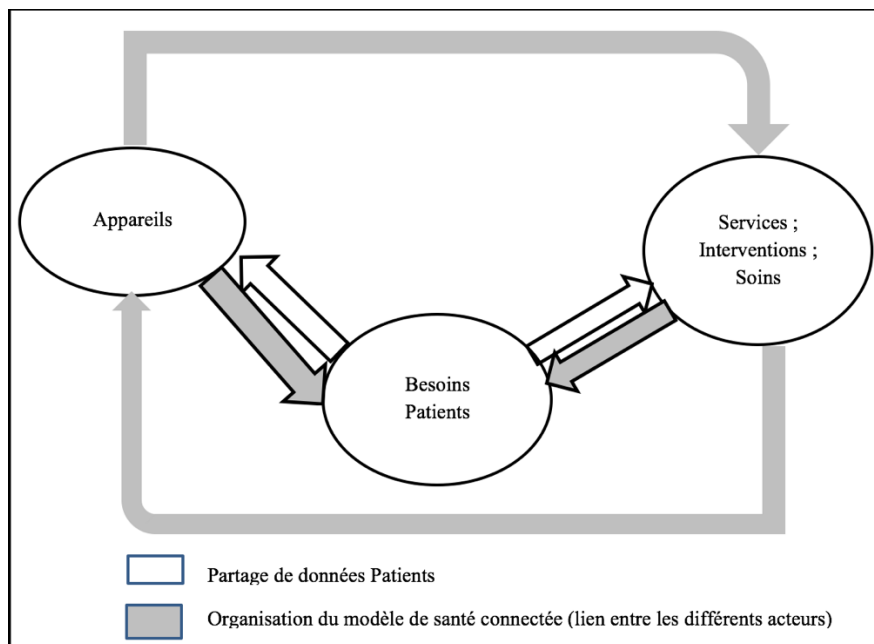 Appareils
Services ;
Interventions ;
Soins
Besoins
Patients
Partage de données Patients
Organisation du modèle de santé connectée (lien entre les différents acteurs)